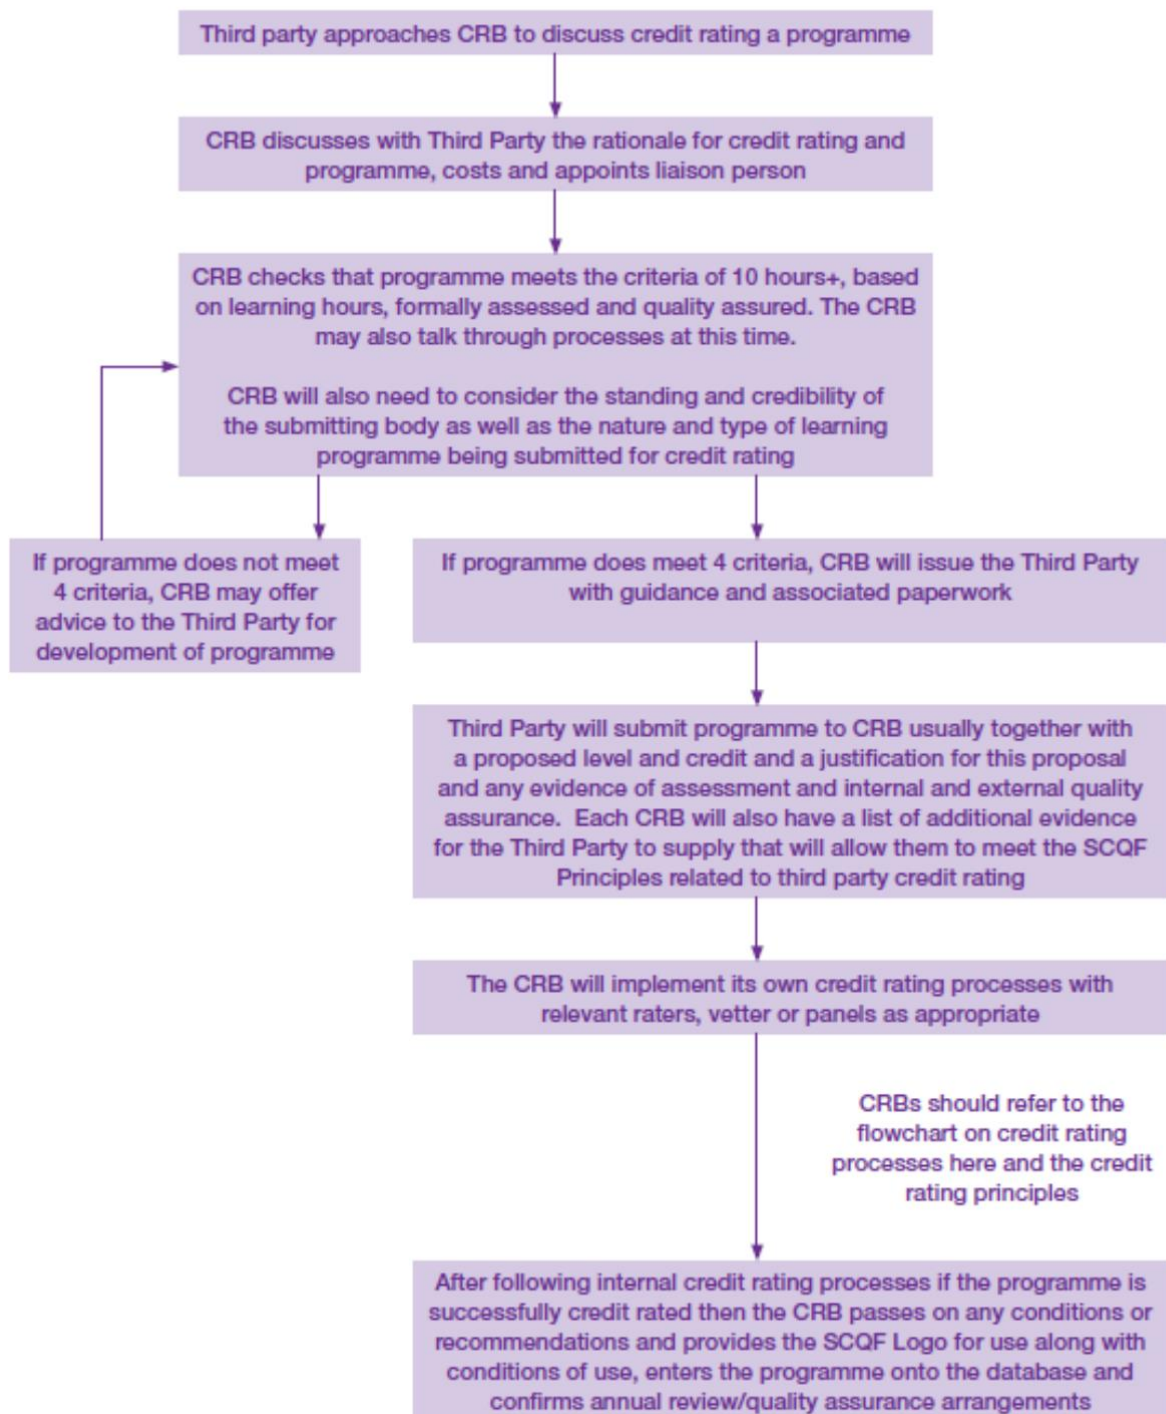 Third party approaches CRB to discuss credit rating a programme
CRB discusses with Third Party the rationale for credit rating and
programme, costs and appoints liaison person
CRB checks that programme meets the criteria of 10 hours+, based
on learning hours, formally assessed and quality assured. The CRB
may also talk through processes at this time.
CRB will also need to consider the standing and credibility of
the submitting body as well as the nature and type of learning
programme being submitted for credit rating
If programme does not meet
4 criteria, CRB may offer
advice to the Third Party for
development of programme
If programme does meet 4 criteria, CRB will issue the Third Party
with guidance and associated paperwork
Third Party will submit programme to CRB usually together with
a proposed level and credit and a justification for this proposal
and any evidence of assessment and internal and external quality
assurance.  Each CRB will also have a list of additional evidence
for the Third Party to supply that will allow them to meet the SCQF
Principles related to third party credit rating
The CRB will implement its own credit rating processes with
relevant raters, vetter or panels as appropriate
CRBs should refer to the
flowchart on credit rating
processes here and the credit
rating principles
After following internal credit rating processes if the programme is
successfully credit rated then the CRB passes on any conditions or
recommendations and provides the SCQF Logo for use along with
conditions of use, enters the programme onto the database and
confirms annual review/quality assurance arrangements